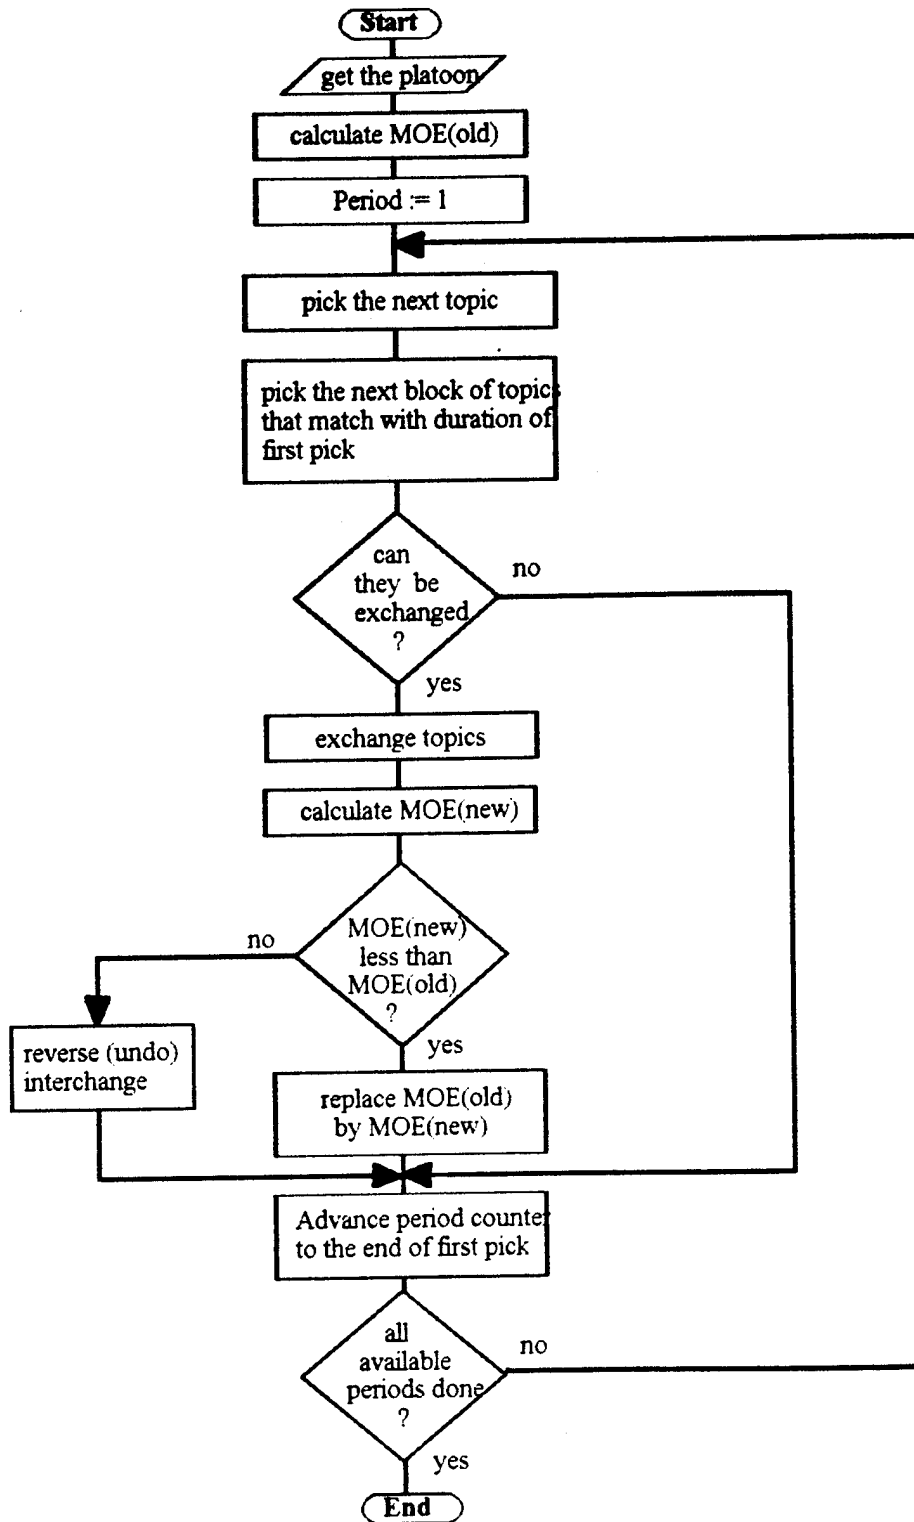 Start
get the platoon
calculate MOE(old)
Period := 1
pick the next topic
pick the next block of topics
that match with duration of
first pick
can
they be
exchanged
?
no
yes
exchange topics
calculate MOE(new)
MOE(new)
less than
MOE(old)
?
no
yes
reverse (undo)
interchange
replace MOE(old)
by MOE(new)
Advance period counter
to the end of first pick
all
available
periods done
?
no
yes
End